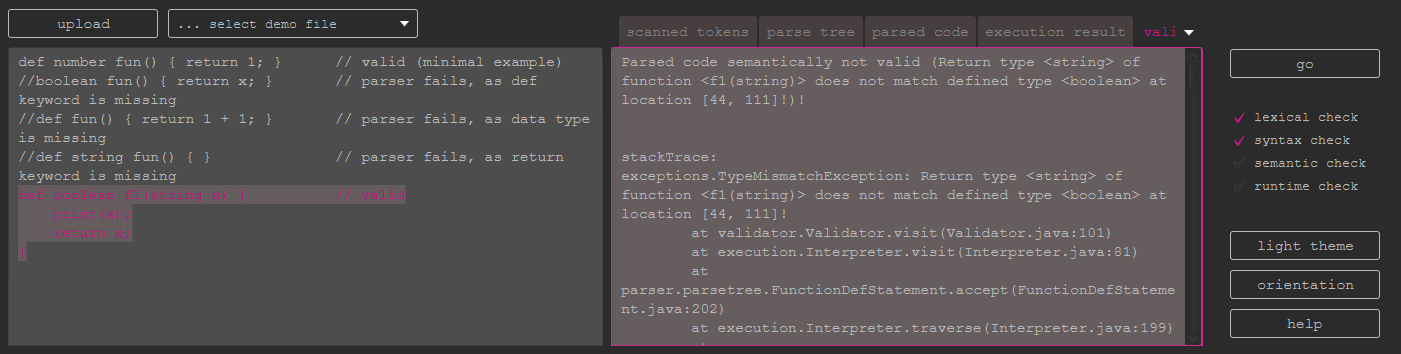 upload
... select demo file
scanned tokens
parse tree
parsed code
execution result
vali
def number fun() { return 1; }      // valid (minimal example)
//boolean fun() { return x; }       // parser fails, as def
keyword is missing
//def fun() { return 1 + 1; }       // parser fails, as data type
is missing
//def string fun() { }              // parser fails, as return
keyword is missing
def boolean f1(string x) {          // valid
    print(x);
    return x;
}
Parsed code semantically not valid (Return type <string> of
function <f1(string)> does not match defined type <boolean> at
location [44, 111]!)!
stackTrace:
exceptions.TypeMismatchException: Return type <string> of
function <f1(string)> does not match defined type <boolean> at
location [44, 111]!
        at validator.Validator.visit(Validator.java:101)
        at execution.Interpreter.visit(Interpreter.java:81)
        at
parser.parsetree.FunctionDefStatement.accept(FunctionDefStateme
nt.java:202)
        at execution.Interpreter.traverse(Interpreter.java:199)
go
lexical check
syntax check
semantic check
runtime check
light theme
orientation
help